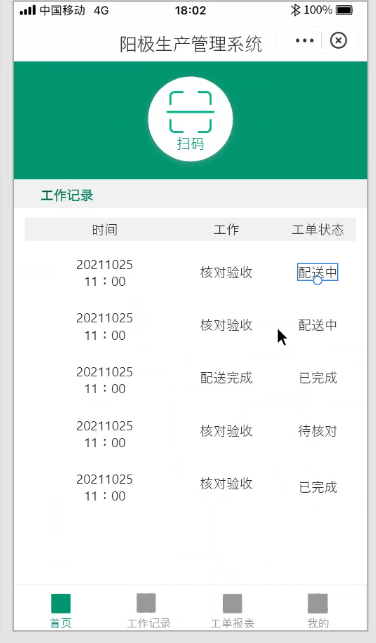 中国移动 4G 18:02 100%
阳极生产管理系统
扫码
工作记录
时间 工作 工单状态
20211025
11：00 核对验收 配送中
20211025
11：00 核对验收 配送中
20211025
11：00 配送完成 已完成
20211025
11：00 核对验收 待核对
20211025
11：00 核对验收 已完成
首页 工作记录 工单报表 我的